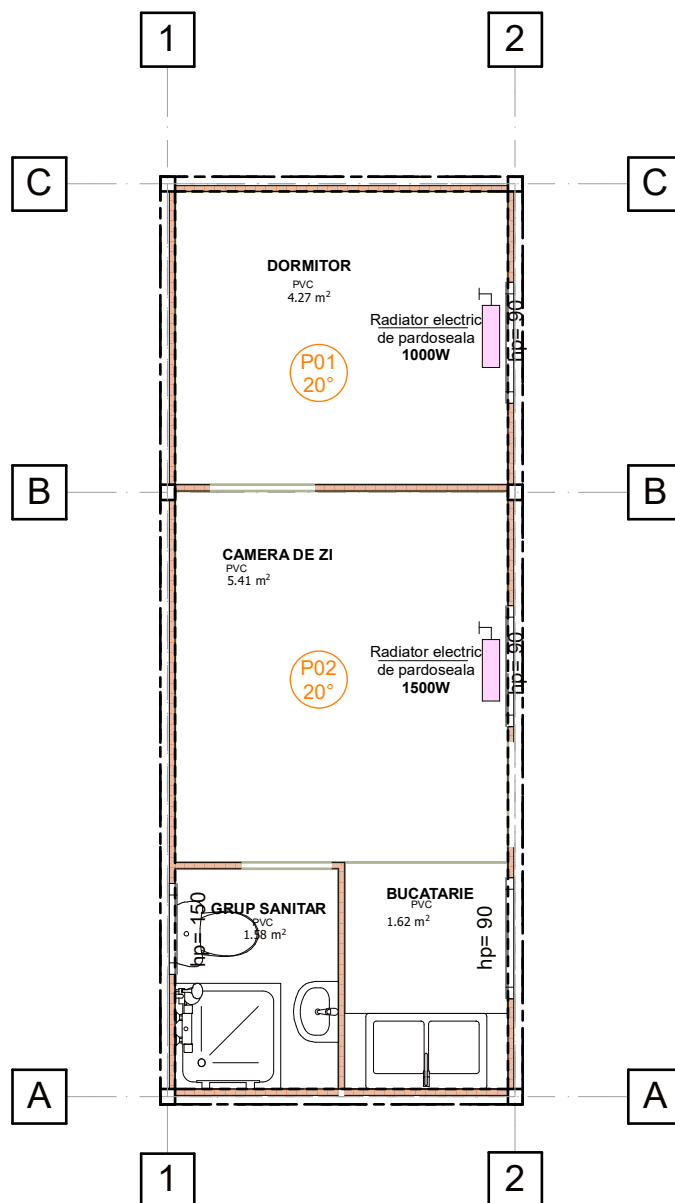 1
2
C
C
DORMITOR
PVC
4.27 m²
Radiator electric
de pardoseala
1000W
hp= 90
P01
20°
B
B
CAMERA DE ZI
PVC
5.41 m²
Radiator electric
de pardoseala
1500W
hp= 90
P02
20°
GRUP SANITAR
PVC
1.58 m²
hp= 150
BUCATARIE
PVC
1.62 m²
hp= 90
A
A
1
2